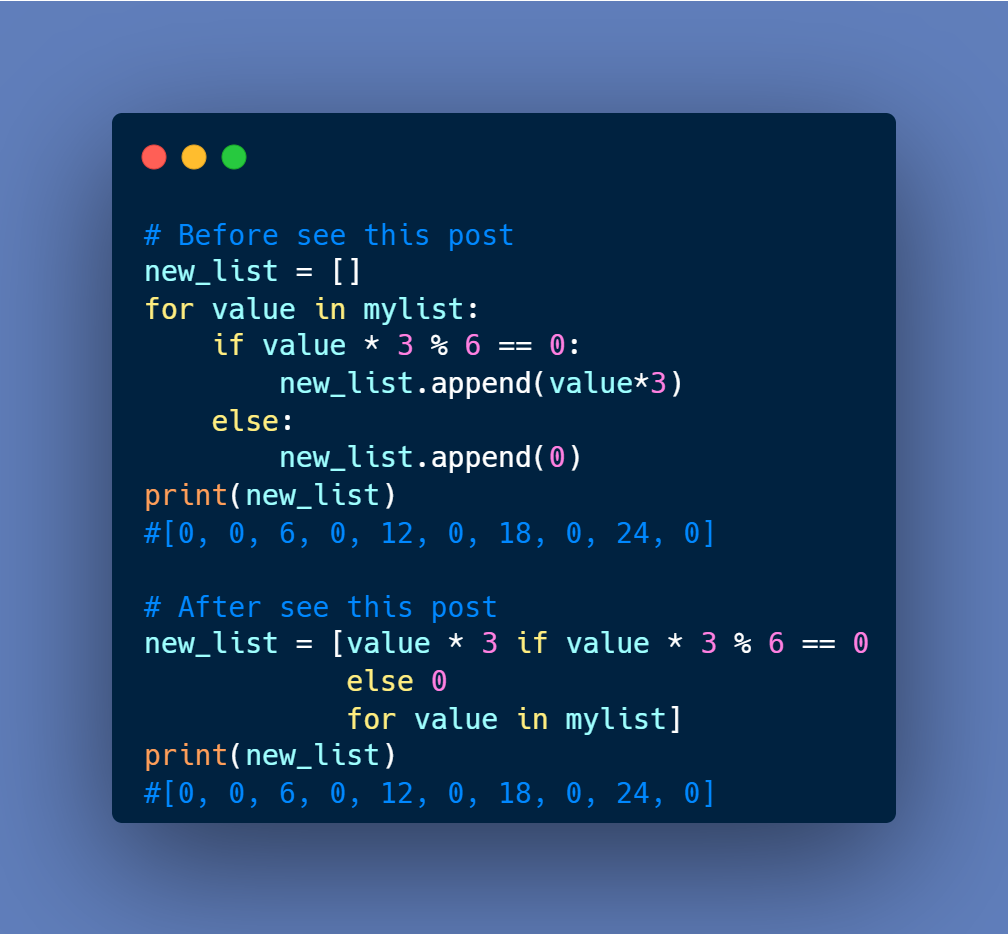 # Before see this post
new_list = []
for value in mylist:
    if value * 3 % 6 == 0:
        new_list.append(value*3)
    else:
        new_list.append(0)
print(new_list)
#[0, 0, 6, 0, 12, 0, 18, 0, 24, 0]

# After see this post
new_list = [value * 3 if value * 3 % 6 == 0
            else 0
            for value in mylist]
print(new_list)
#[0, 0, 6, 0, 12, 0, 18, 0, 24, 0]